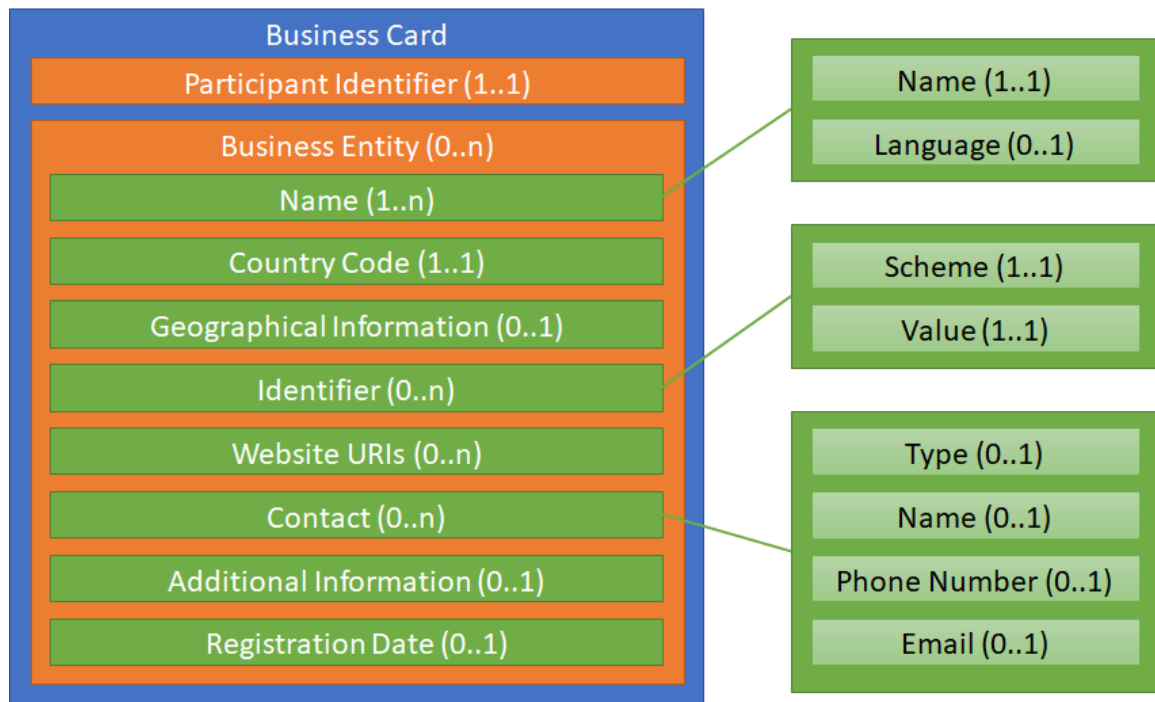 Business Card
Participant Identifier (1..1)
Business Entity (0..n)
Name (1..n)
Country Code (1..1)
Geographical Information (0..1)
Identifier (0..n)
Website URIs (0..n)
Contact (0..n)
Additional Information (0..1)
Registration Date (0..1)
Name (1..1)
Language (0..1)
Scheme (1..1)
Value (1..1)
Type (0..1)
Name (0..1)
Phone Number (0..1)
Email (0..1)